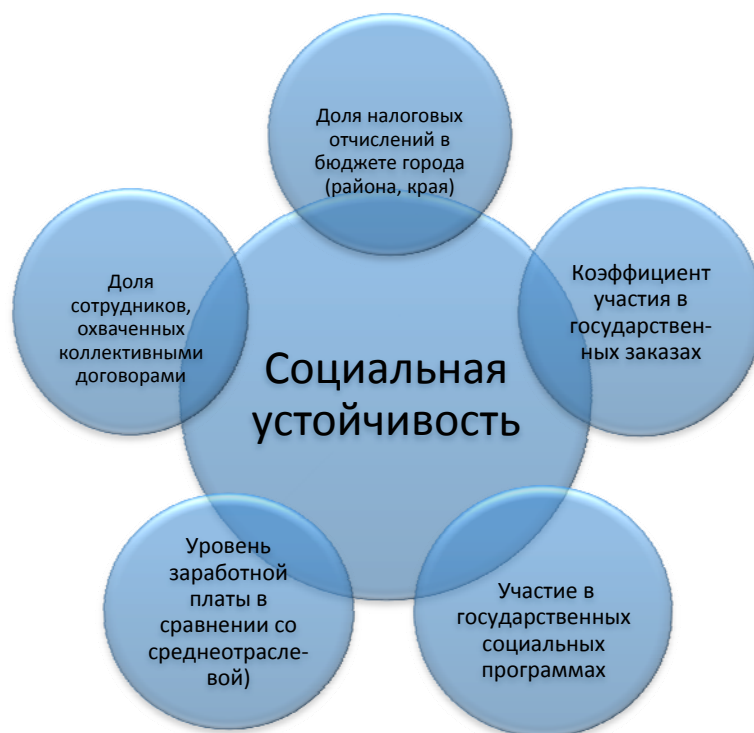 Доля налоговых
отчислений в
бюджете города
(района, края)
Коэффициент
участия в
государствен-
ных заказах
Участие в
государственных
социальных
программах
Уровень
заработной
платы в
сравнении со
среднеотрасле-
вой)
Доля
сотрудников,
охваченных
коллективными
договорами
Социальная
устойчивость